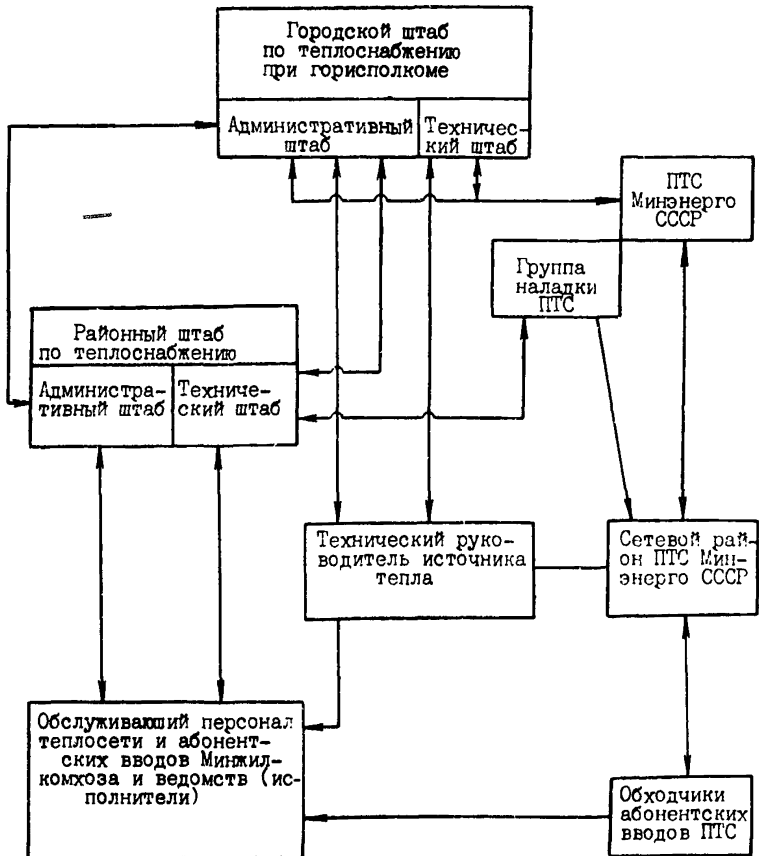 Городской штаб
по теплоснабжению
при горисполкоме
Административный
штаб
Техничес-
кий штаб
ПТС
Минэнерго
СССР
Группа
наладки
ПТС
Районный штаб
по теплоснабжению
Администра-
тивный штаб
Техниче-
ский штаб
Технический руко-
водитель источника
тепла
Сетевой рай-
он ПТС Мин-
энерго СССР
Обслуживающий персонал
теплосети и абонент-
ских вводов Минжил-
комхоза и ведомств (ис-
полнители)
Обходчики
абонентских
вводов ПТС